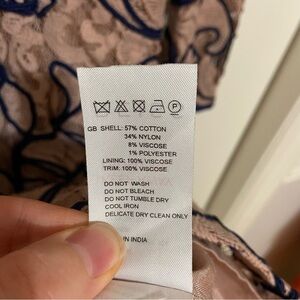 GB SHELL: 57% COTTON
34% NYLON
8% VISCOSE
1% POLYESTER
LINING: 100% VISCOSE
TRIM: 100% VISCOSE
DO NOT WASH
DO NOT BLEACH
DO NOT TUMBLE DRY
COOL IRON
DELICATE DRY CLEAN ONLY
IN INDIA